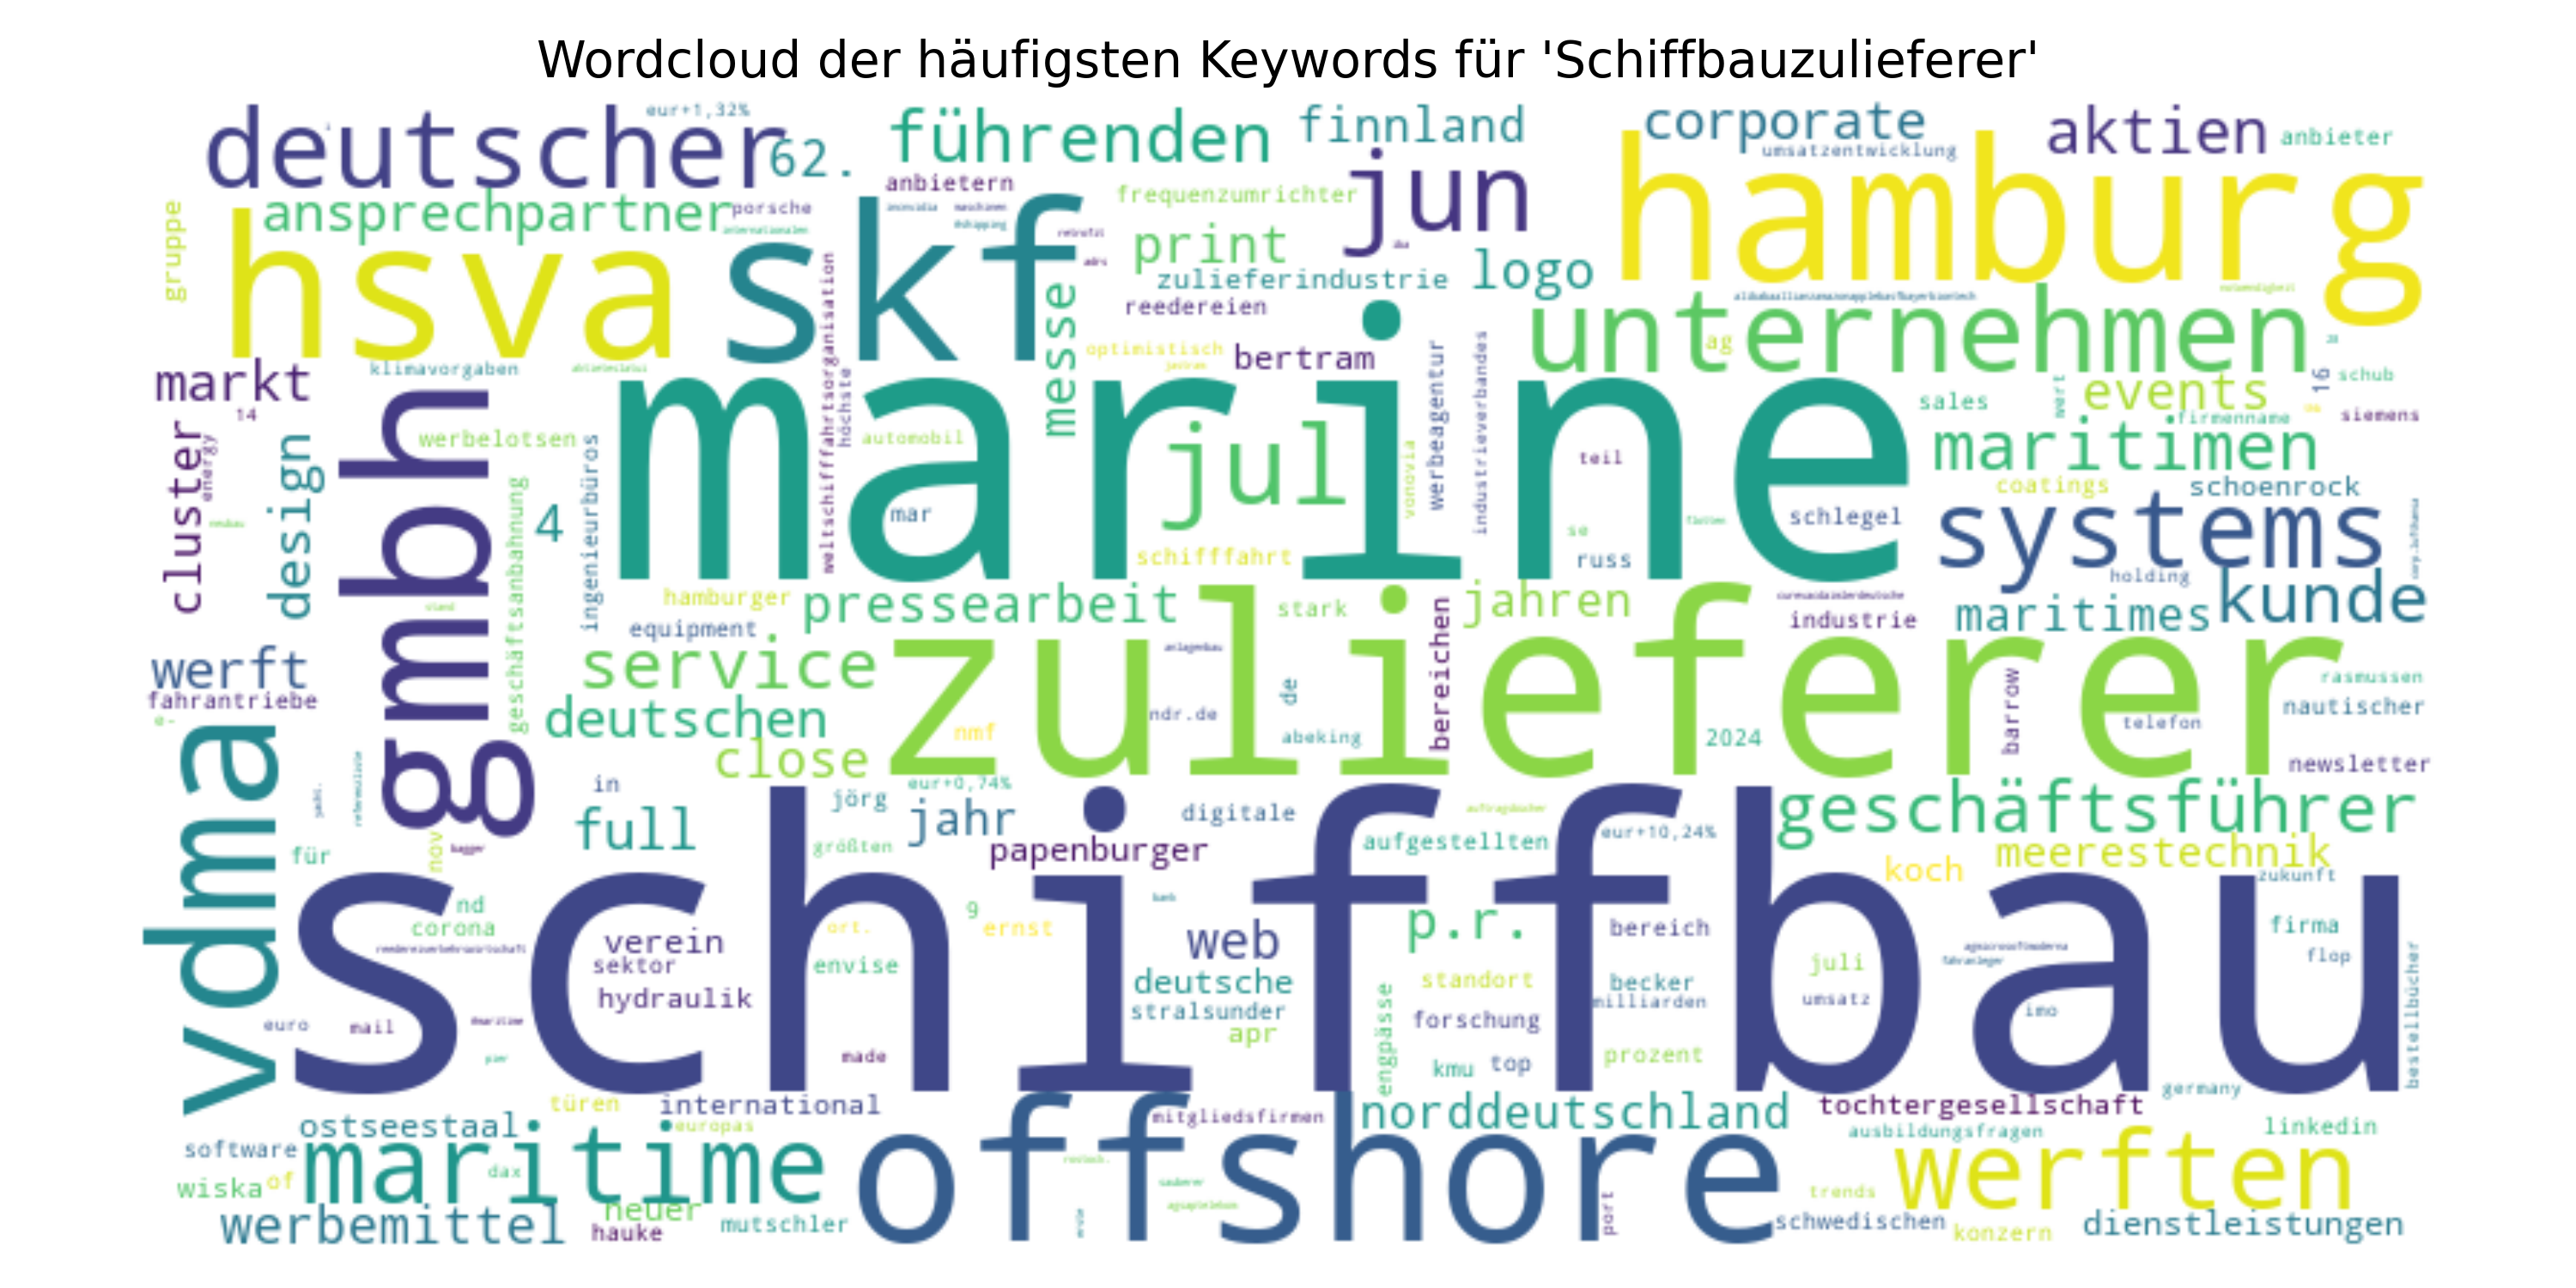 Wordcloud der häufigsten Keywords für 'Schiffbauzulieferer'
deutscher
eur+1,32%
62.
führenden
finnland
corporate
umsatzentwicklung
aktien
anbieter
gruppe
ansprechpartner
porsche
anbietern
frequenzumrichter
jun
hamburg
hsva
skf
print
zulieferindustrie
logo
reedereien
messe
unternehmen
ag
markt
14
klimavorgaben
optimistisch
bertram
weltschifffahrtsorganisation
höchste
werbeagentur
industrieverbandes
sales
wert
events
16
schub
firmenname
siemens
cluster
energy
design
gmbh
werbelotsen
ingenieurbüros
geschäftsanbahnung
4
marine
automobil
jul
mar
vonovia
teil
se
russ
schlegel
schifffahrt
maritimen
coatings
schoenrock
systems
holding
kunde
maritimes
hamburger
equipment
pressearbeit
stark
jahren
industrie
bereichen
werft
fahrantriebe
e-
service
deutschen
close
zulieferer
ndr.de
nmf
de
abeking
2024
barrow
telefon
rasmussen
nautischer
newsletter
vdma
für
nov
in
full
jörg
eur+0,74%
jahr
größten
papenburger
digitale
aufgestellten
eur+10,24%
geschäftsführer
koch
meerestechnik
zukunft
schiffbau
nd
corona
verein
sektor
hydraulik
euro
mail
ort.
envise
made
9
ernst
web
deutsche
stralsunder
apr
p.r.
standort
forschung
engpässe
kmu
top
bereich
becker
milliarden
prozent
juli
umsatz
imo
firma
flop
bestellbücher
türen
international
germany
ostseestaal
europas
mitgliedsfirmen
norddeutschland
tochtergesellschaft
ausbildungsfragen
linkedin
software
wiska
of
maritime
dax
offshore
werften
trends
werbemittel
neuer
hauke
mutschler
port
schwedischen
konzern
dienstleistungen